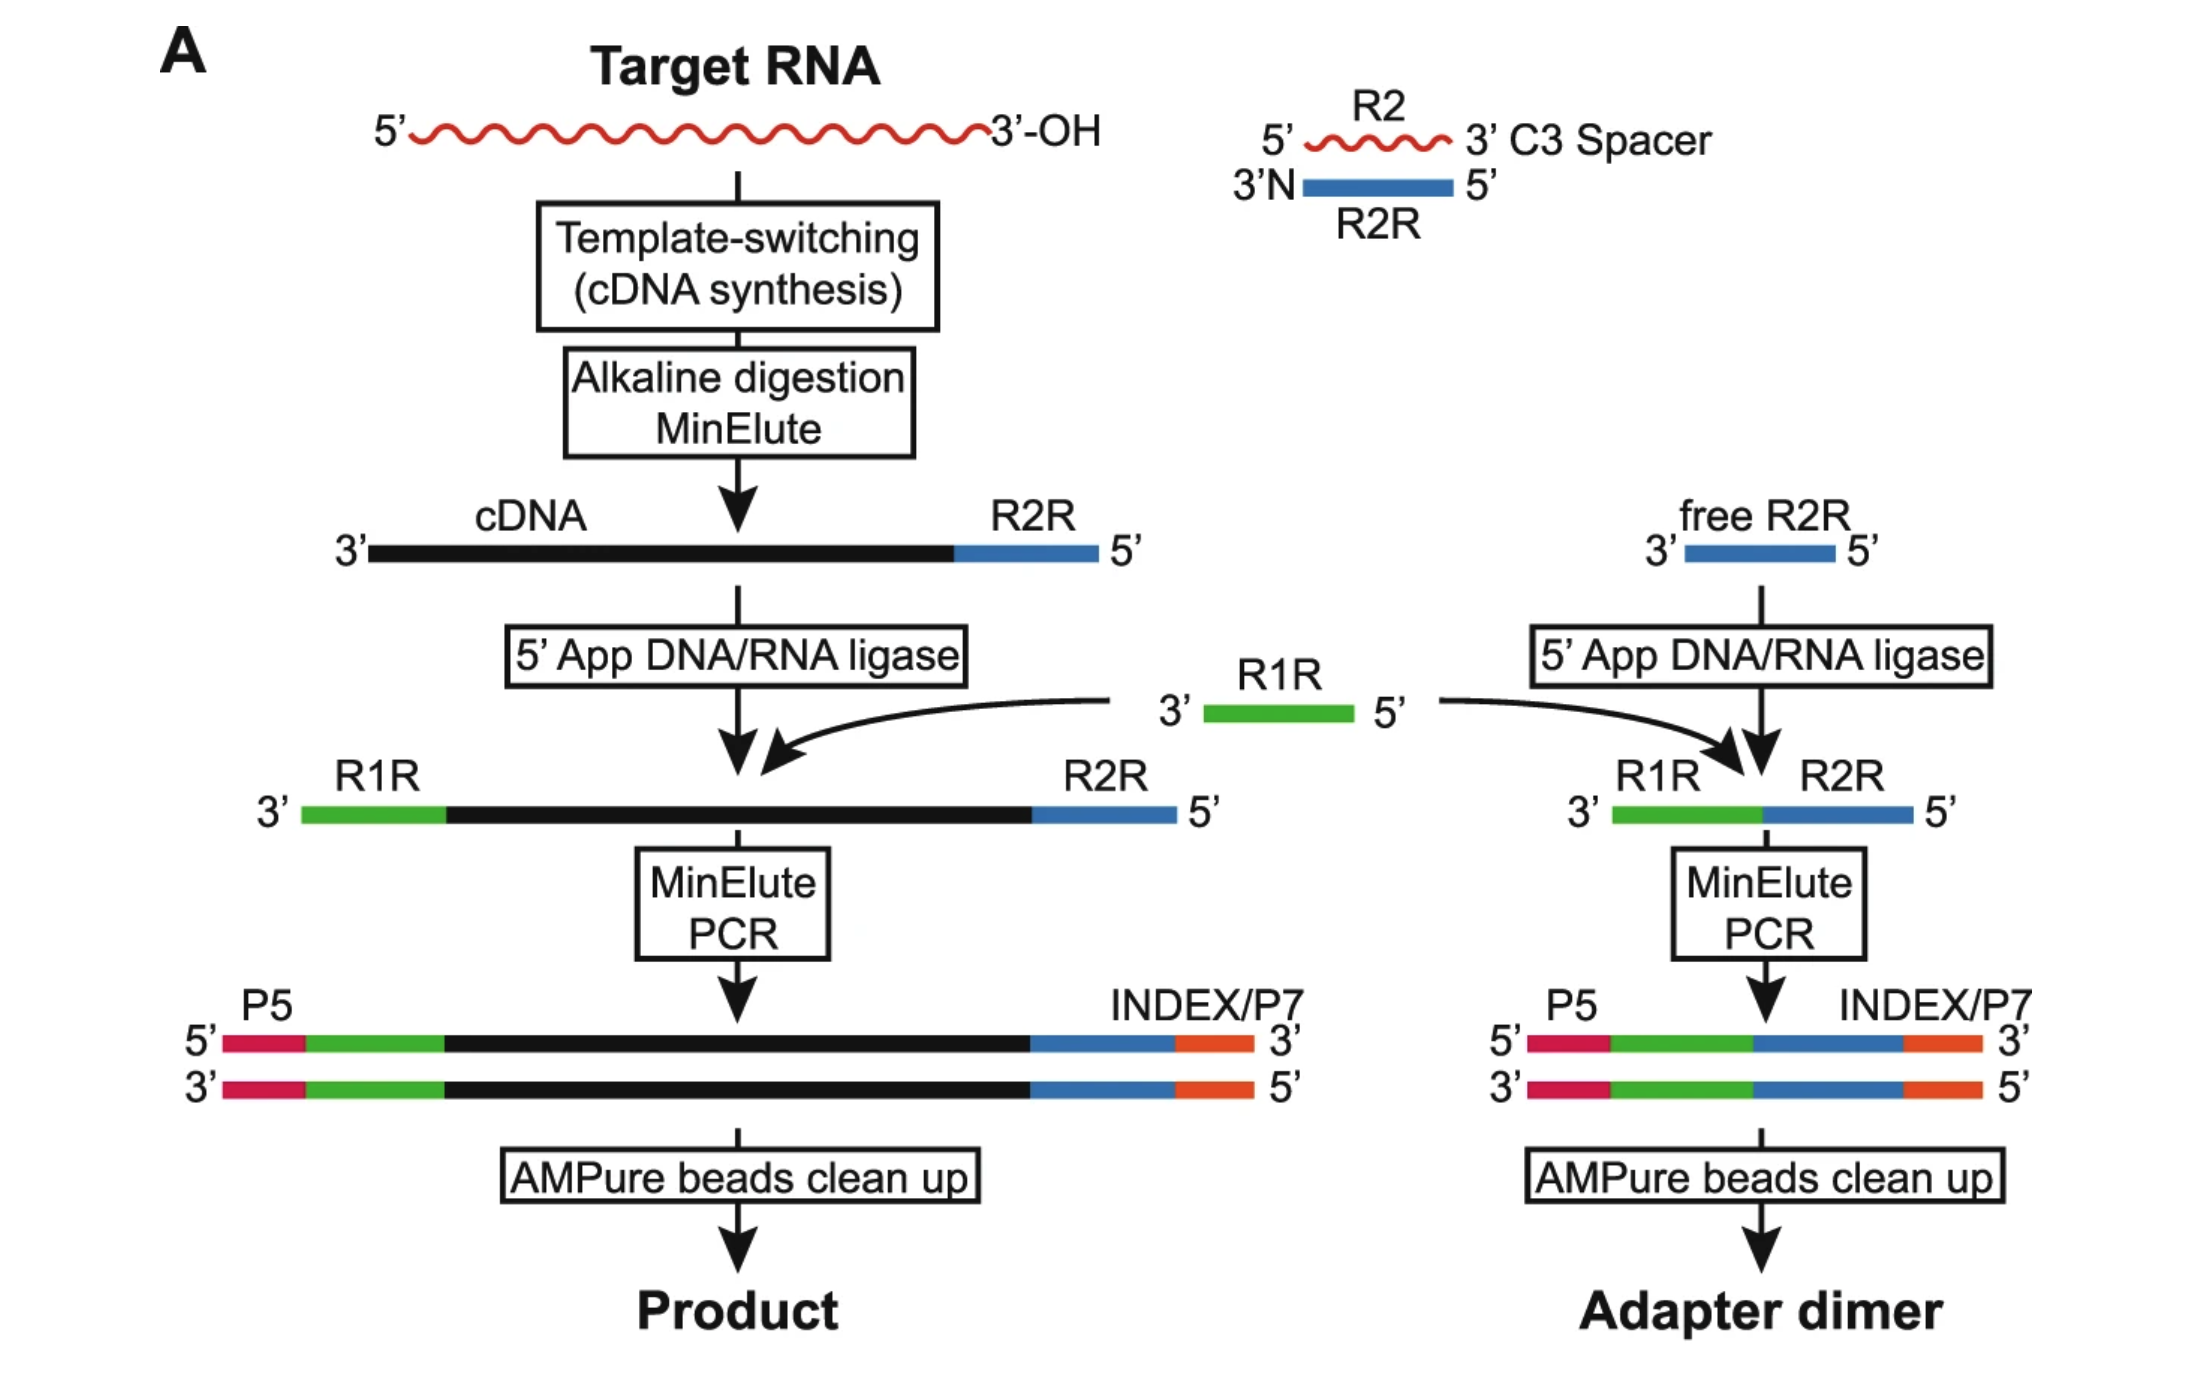 A
Target RNA
5’ 3’-OH
R2
5’ 3’ C3 Spacer
3’N 5’
R2R
Template-switching
(cDNA synthesis)
Alkaline digestion
MinElute
cDNA R2R
3’ 5’
free R2R
3’ 5’
5’ App DNA/RNA ligase
5’ App DNA/RNA ligase
R1R
3’ 5’
R1R R2R
3’ 5’
R1R R2R
3’ 5’
MinElute
PCR
MinElute
PCR
P5 INDEX/P7
5’ 3’
3’ 5’
P5 INDEX/P7
5’ 3’
3’ 5’
AMPure beads clean up
AMPure beads clean up
Product
Adapter dimer